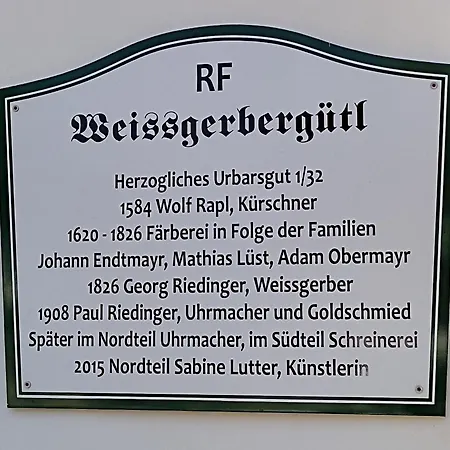 RF
Weissgerbergütl
Herzogliches Urbarsgut 1/32
1584 Wolf Rapl, Kürschner
1620 - 1826 Färberei in Folge der Familien
Johann Endtmayr, Mathias Lüst, Adam Obermayr
1826 Georg Riedinger, Weissgerber
1908 Paul Riedinger, Uhrmacher und Goldschmied
Später im Nordteil Uhrmacher, im Südteil Schreinerei
2015 Nordteil Sabine Lutter, Künstlerin